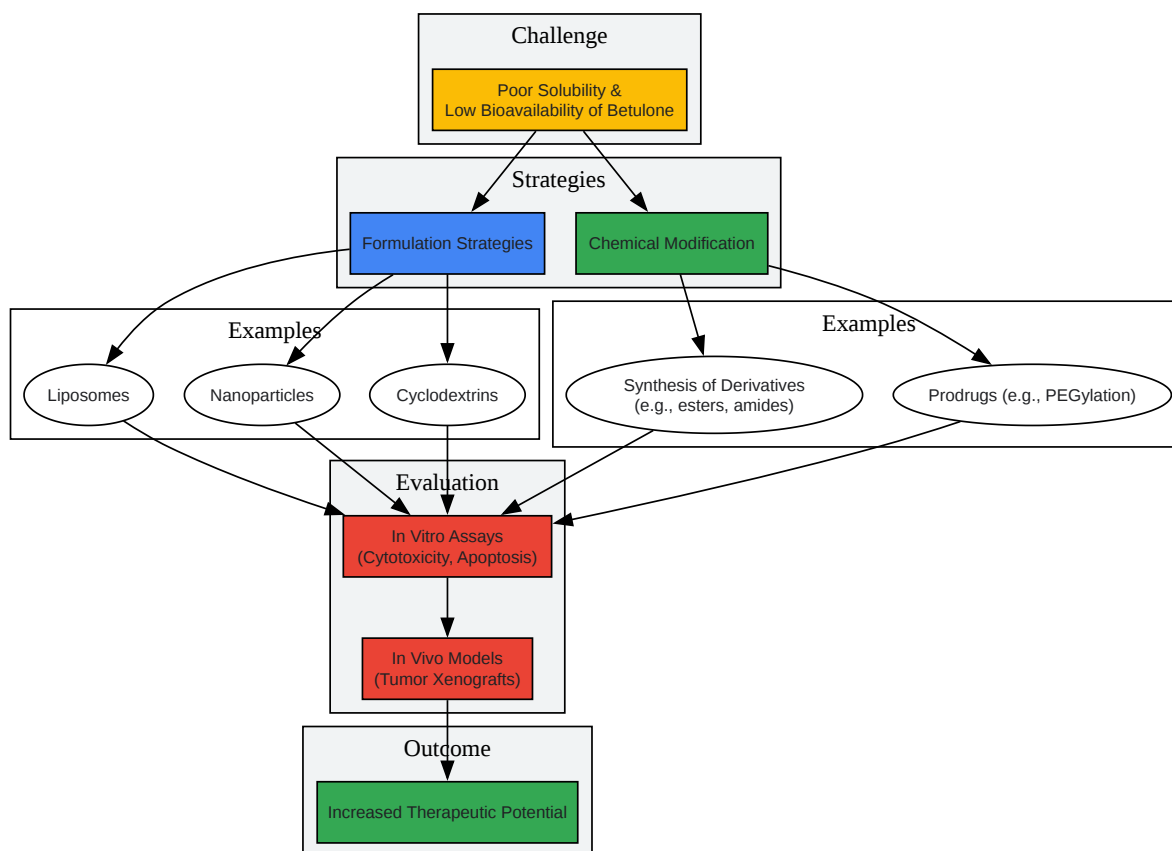 Challenge
Poor Solubility &
Low Bioavailability of Betulone
Strategies
Formulation Strategies
Chemical Modification
Examples
Examples
Liposomes
Nanoparticles
Cyclodextrins
Synthesis of Derivatives
(e.g., esters, amides)
Prodrugs (e.g., PEGylation)
Evaluation
In Vitro Assays
(Cytotoxicity, Apoptosis)
In Vivo Models
(Tumor Xenografts)
Outcome
Increased Therapeutic Potential